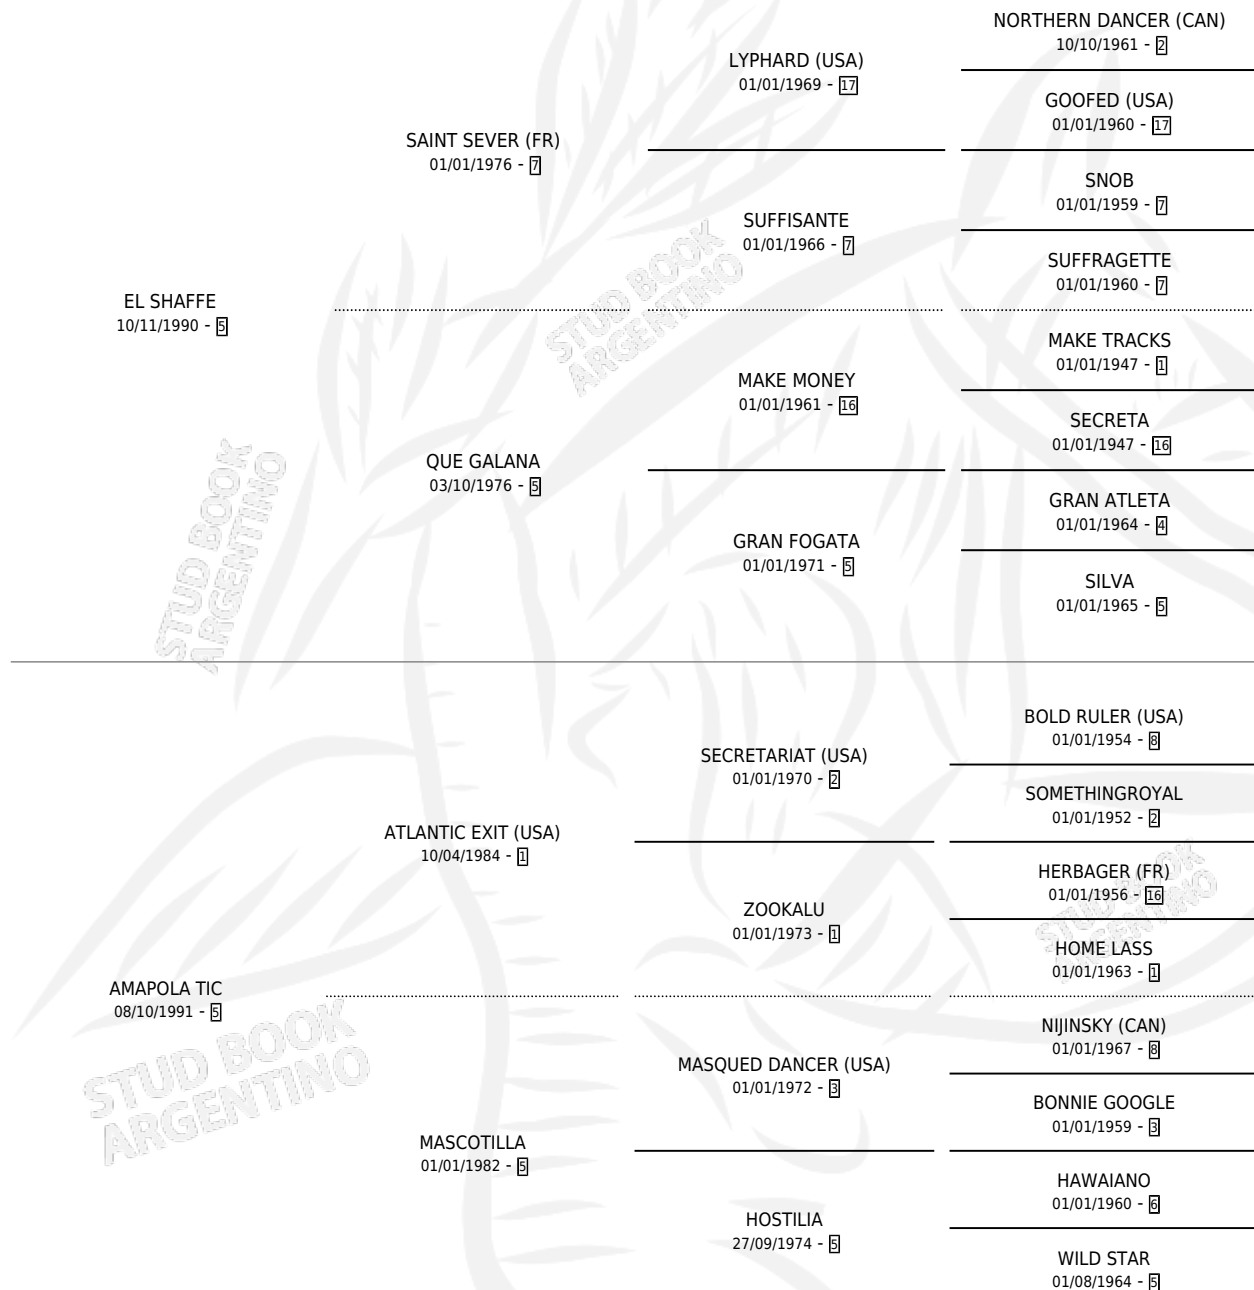 NORTHERN DANCER (CAN)
10/10/1961 - 2
LYPHARD (USA)
01/01/1969 - 17
GOOFED (USA)
01/01/1960 - 17
SAINT SEVER (FR)
01/01/1976 - 7
SNOB
01/01/1959 - 7
SUFFISANTE
01/01/1966 - 7
SUFFRAGETTE
01/01/1960 - 7
EL SHAFFE
10/11/1990 - 5
MAKE TRACKS
01/01/1947 - 1
MAKE MONEY
01/01/1961 - 16
SECRETA
01/01/1947 - 16
QUE GALANA
03/10/1976 - 5
GRAN ATLETA
01/01/1964 - 4
GRAN FOGATA
01/01/1971 - 5
SILVA
01/01/1965 - 5
BOLD RULER (USA)
01/01/1954 - 8
SECRETARIAT (USA)
01/01/1970 - 2
SOMETHINGROYAL
01/01/1952 - 2
ATLANTIC EXIT (USA)
10/04/1984 - 1
HERBAGER (FR)
01/01/1956 - 16
ZOOKALU
01/01/1973 - 1
HOME LASS
01/01/1963 - 1
AMAPOLA TIC
08/10/1991 - 5
NIJINSKY (CAN)
01/01/1967 - 8
MASQUED DANCER (USA)
01/01/1972 - 3
BONNIE GOOGLE
01/01/1959 - 3
MASCOTILLA
01/01/1982 - 5
HAWAIANO
01/01/1960 - 6
HOSTILIA
27/09/1974 - 5
WILD STAR
01/08/1964 - 5
STUD BOOK
ARGENTINO
STUD BOOK
ARGENTINO
STUD BOOK
ARGENTINO
STUD BOOK
ARGENTINO